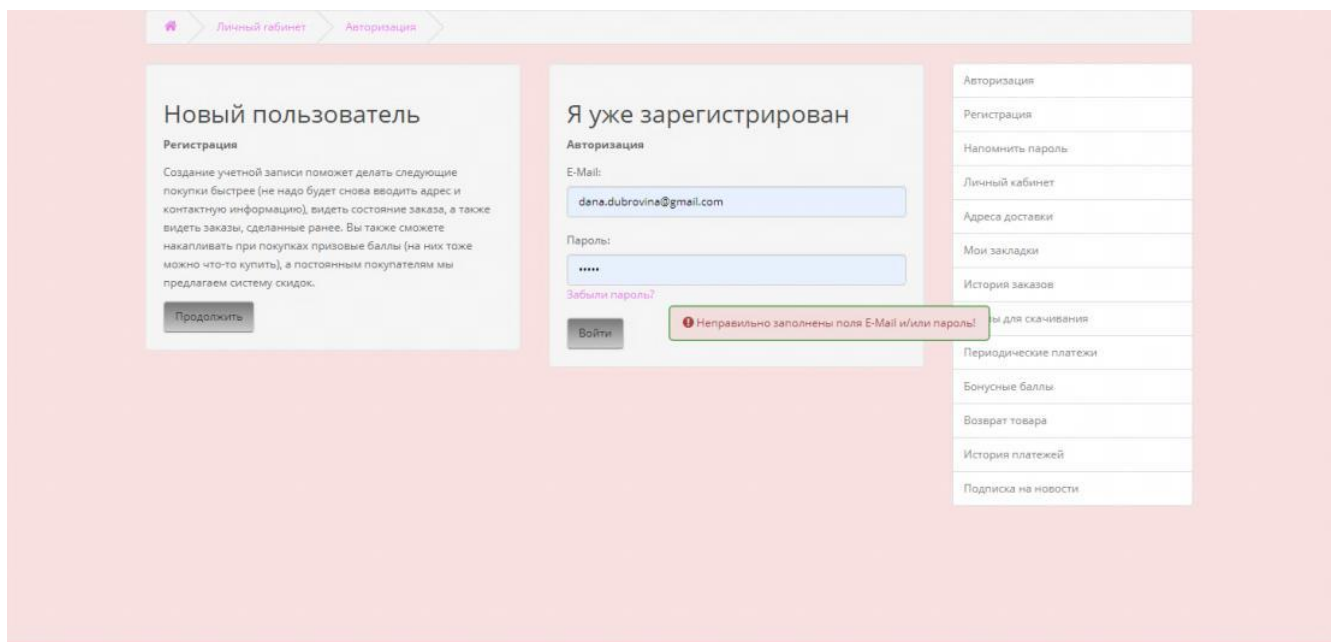 Личный кабинет
Авторизация
Новый пользователь
Регистрация
Создание учетной записи поможет делать следующие
покупки быстрее (не надо будет снова вводить адрес и
контактную информацию), видеть состояние заказа, а также
видеть заказы, сделанные ранее. Вы также сможете
накапливать при покупках призовые баллы (на них тоже
можно что-то купить), а постоянным покупателям мы
предлагаем систему скидок.
Продолжить
Я уже зарегистрирован
Авторизация
E-Mail:
dana.dubrovina@gmail.com
Пароль:
•••••
Забыли пароль?
Войти
Неправильно заполнены поля E-Mail и/или пароль!
Авторизация
Регистрация
Напомнить пароль
Личный кабинет
Адреса доставки
Мои закладки
История заказов
для скачивания
Периодические платежи
Бонусные баллы
Возврат товара
История платежей
Подписка на новости